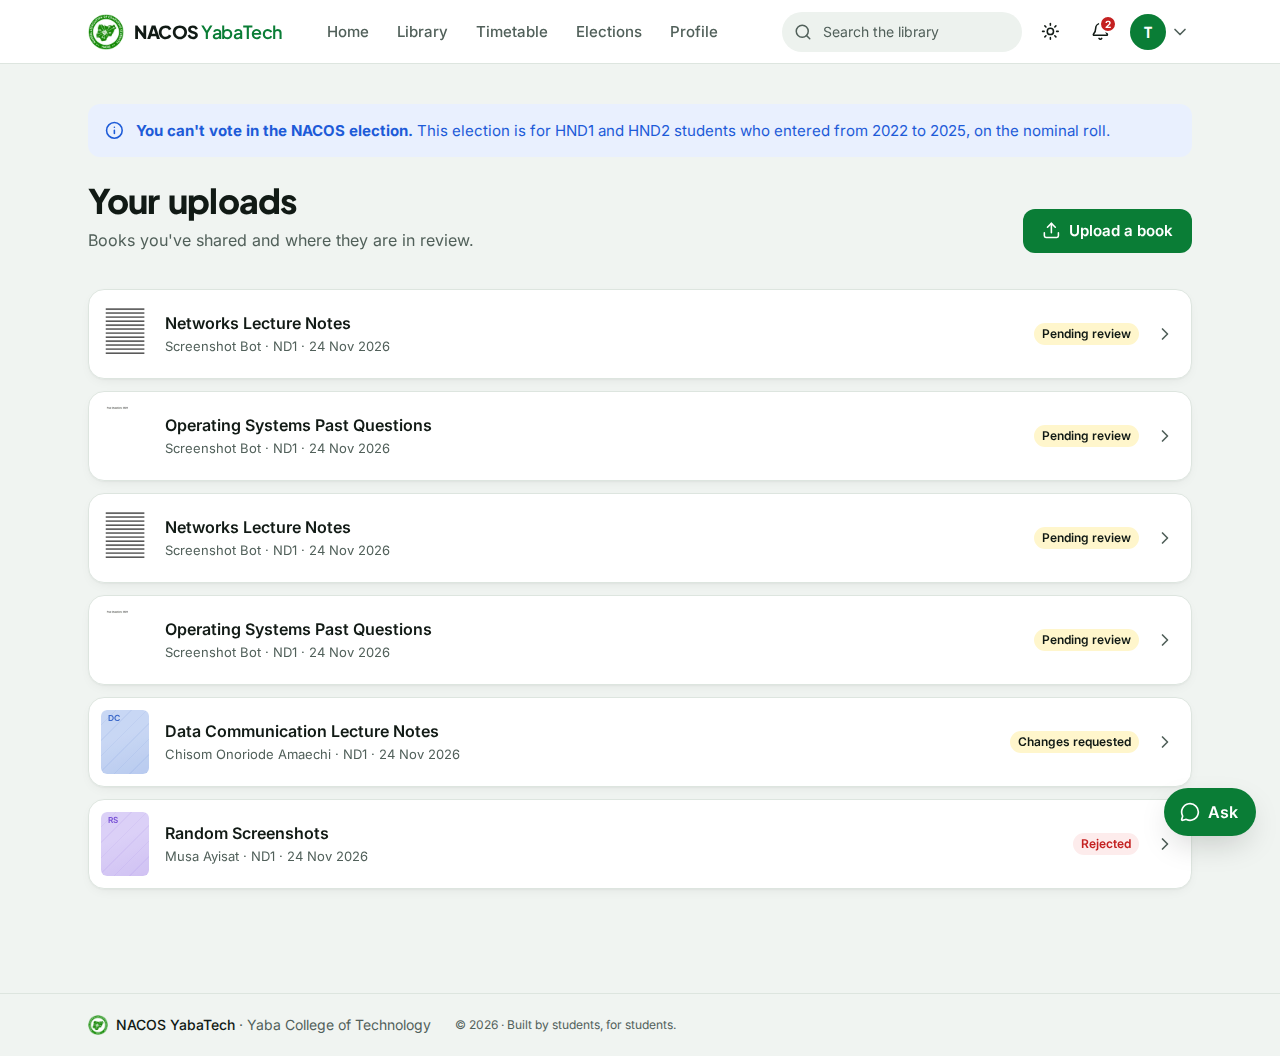 NACOS YabaTech
Home
Library
Timetable
Elections
Profile
Search the library
2
T
You can't vote in the NACOS election. This election is for HND1 and HND2 students who entered from 2022 to 2025, on the nominal roll.
Your uploads
Books you've shared and where they are in review.
Upload a book
Networks Lecture Notes
Screenshot Bot · ND1 · 24 Nov 2026
Pending review
Operating Systems Past Questions
Screenshot Bot · ND1 · 24 Nov 2026
Pending review
Networks Lecture Notes
Screenshot Bot · ND1 · 24 Nov 2026
Pending review
Operating Systems Past Questions
Screenshot Bot · ND1 · 24 Nov 2026
Pending review
DC
Data Communication Lecture Notes
Chisom Onoriode Amaechi · ND1 · 24 Nov 2026
Changes requested
RS
Random Screenshots
Musa Ayisat · ND1 · 24 Nov 2026
Rejected
Ask
NACOS YabaTech · Yaba College of Technology
© 2026 · Built by students, for students.